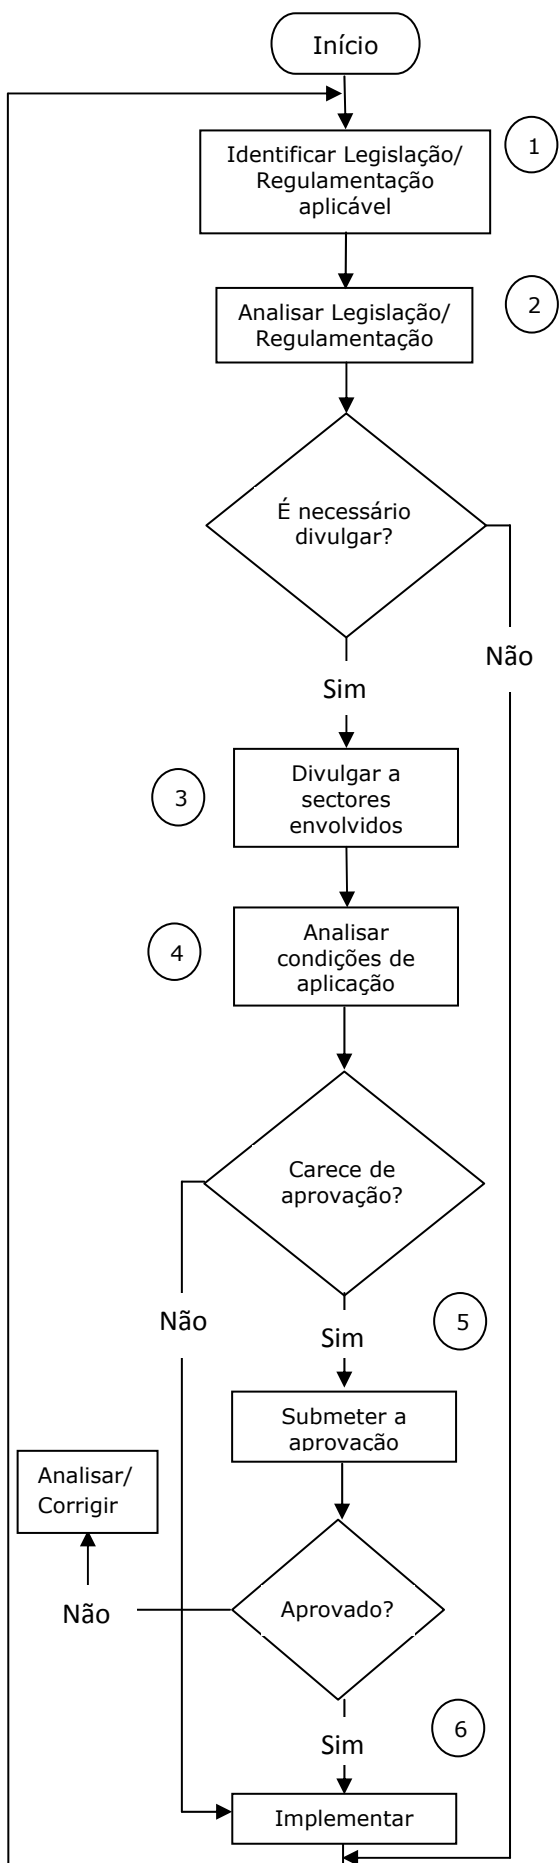 Início
1
Identificar Legislação/
Regulamentação
aplicável
2
Analisar Legislação/
Regulamentação
É necessário
divulgar?
Não
Sim
3
Divulgar a
sectores
envolvidos
4
Analisar
condições de
aplicação
Carece de
aprovação?
Não
Sim
5
Submeter a
aprovação
Analisar/
Corrigir
Não
Aprovado?
6
Sim
Implementar